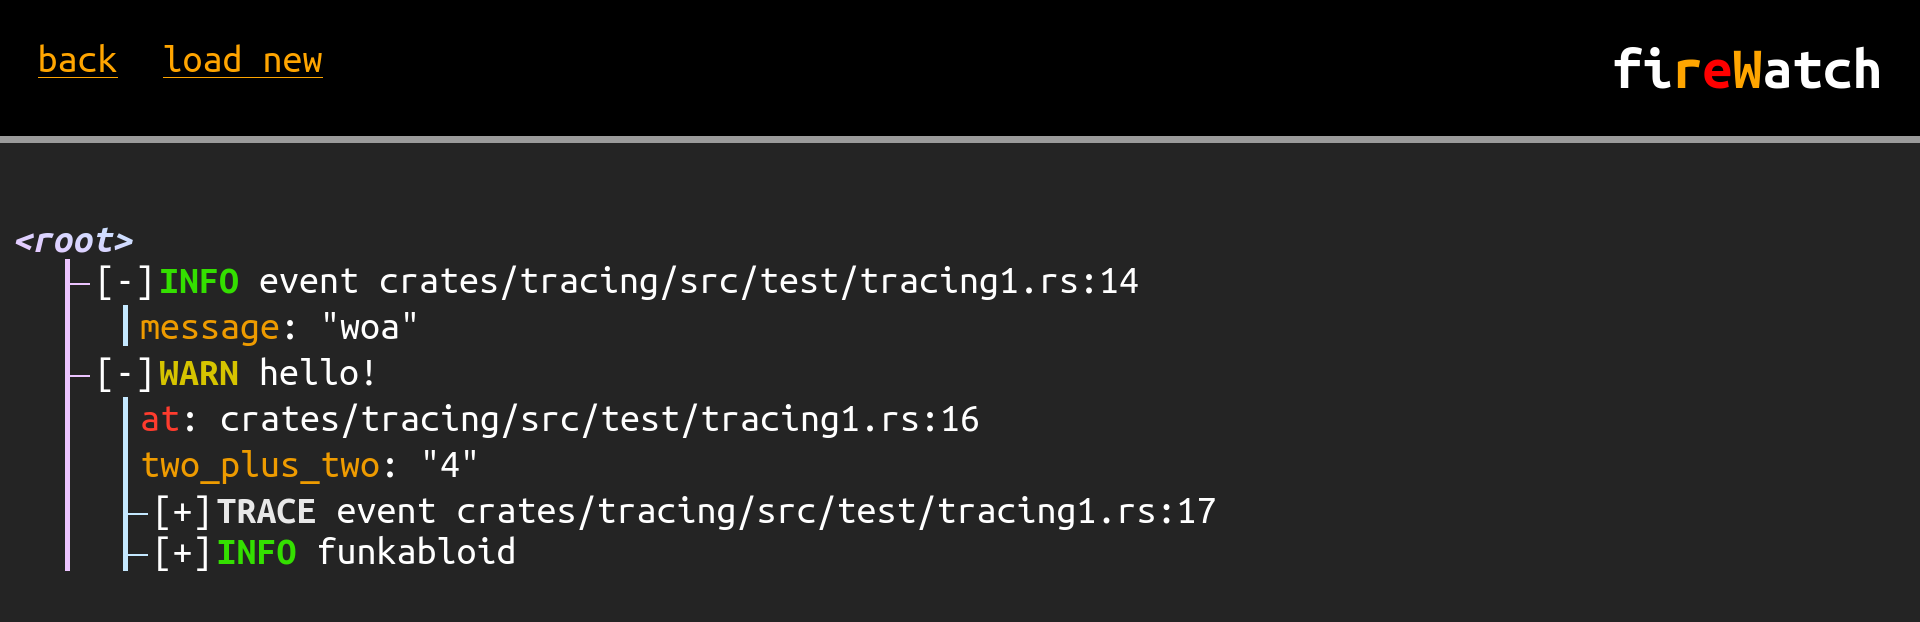 back load new
fireWatch
<root>
[-]INFO event crates/tracing/src/test/tracing1.rs:14
message: "woa"
[-]WARN hello!
at: crates/tracing/src/test/tracing1.rs:16
two_plus_two: "4"
[+]TRACE event crates/tracing/src/test/tracing1.rs:17
[+]INFO funkabloid